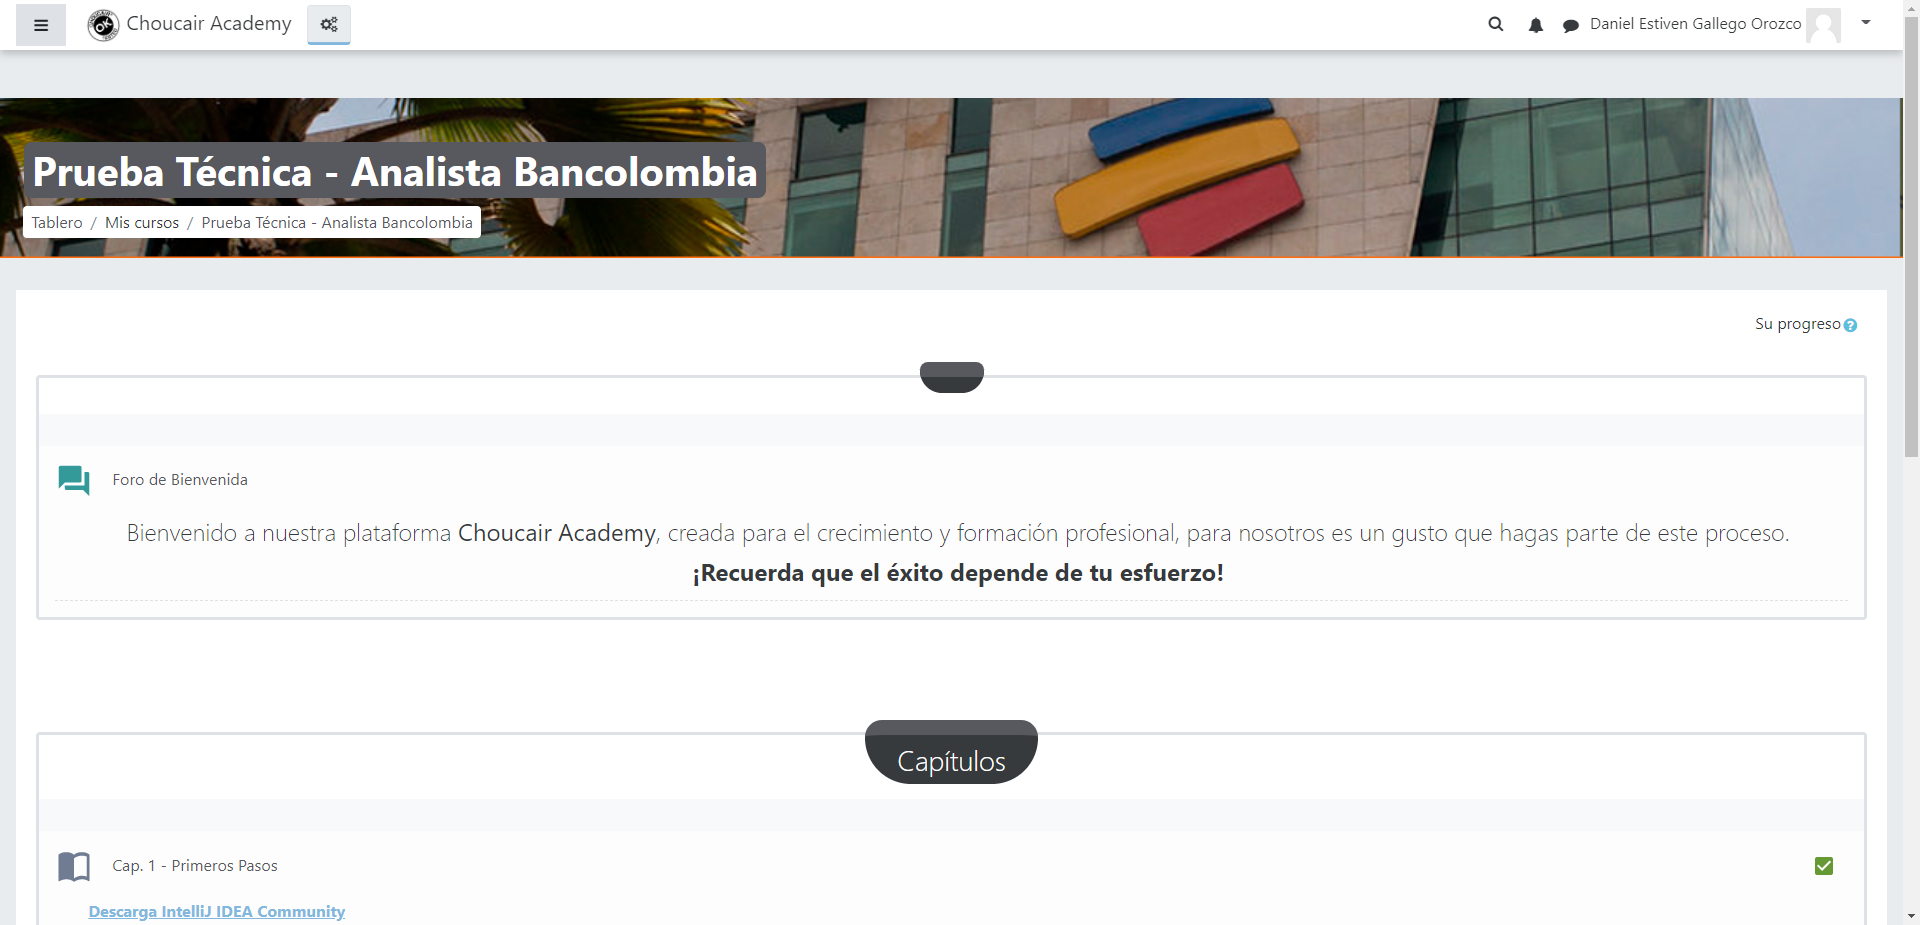 Choucair Academy
Daniel Estiven Gallego Orozco
Prueba Técnica - Analista Bancolombia
Tablero / Mis cursos / Prueba Técnica - Analista Bancolombia
Su progreso
Foro de Bienvenida
Bienvenido a nuestra plataforma Choucair Academy, creada para el crecimiento y formación profesional, para nosotros es un gusto que hagas parte de este proceso.
¡Recuerda que el éxito depende de tu esfuerzo!
Capítulos
Cap. 1 - Primeros Pasos
Descarga IntelliJ IDEA Community